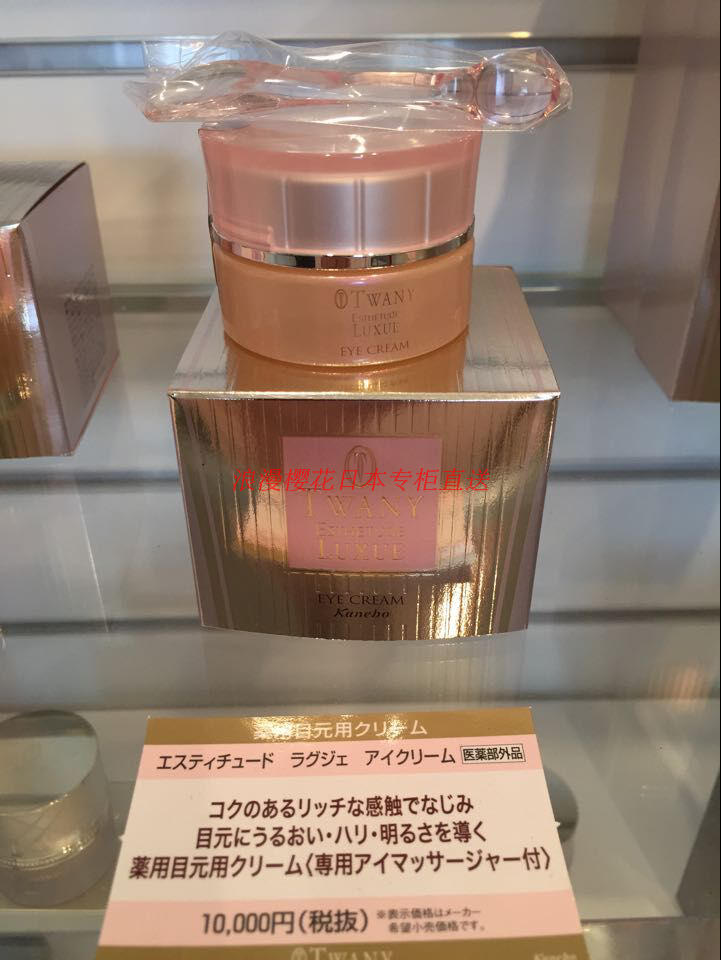 TWANY
ESTHETUDE
LUXUE
EYE CREAM
浪漫樱花日本专柜直送
TWANY
ESTHETUDE
LUXUE
EYE CREAM
Kanebo
薬用目元用クリーム
エスティチュード ラグジェ アイクリーム 医薬部外品
コクのあるリッチな感触でなじみ
目元にうるおい・ハリ・明るさを導く
薬用目元用クリーム〈専用アイマッサージャー付〉
10,000円(税抜) ※表示価格はメーカー
希望小売価格です。
TWANY
Kanebo